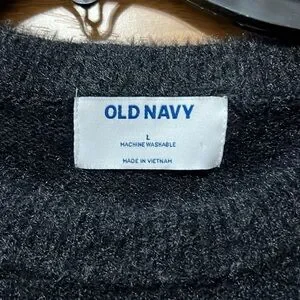 OLD NAVY
L
MACHINE WASHABLE
MADE IN VIETNAM